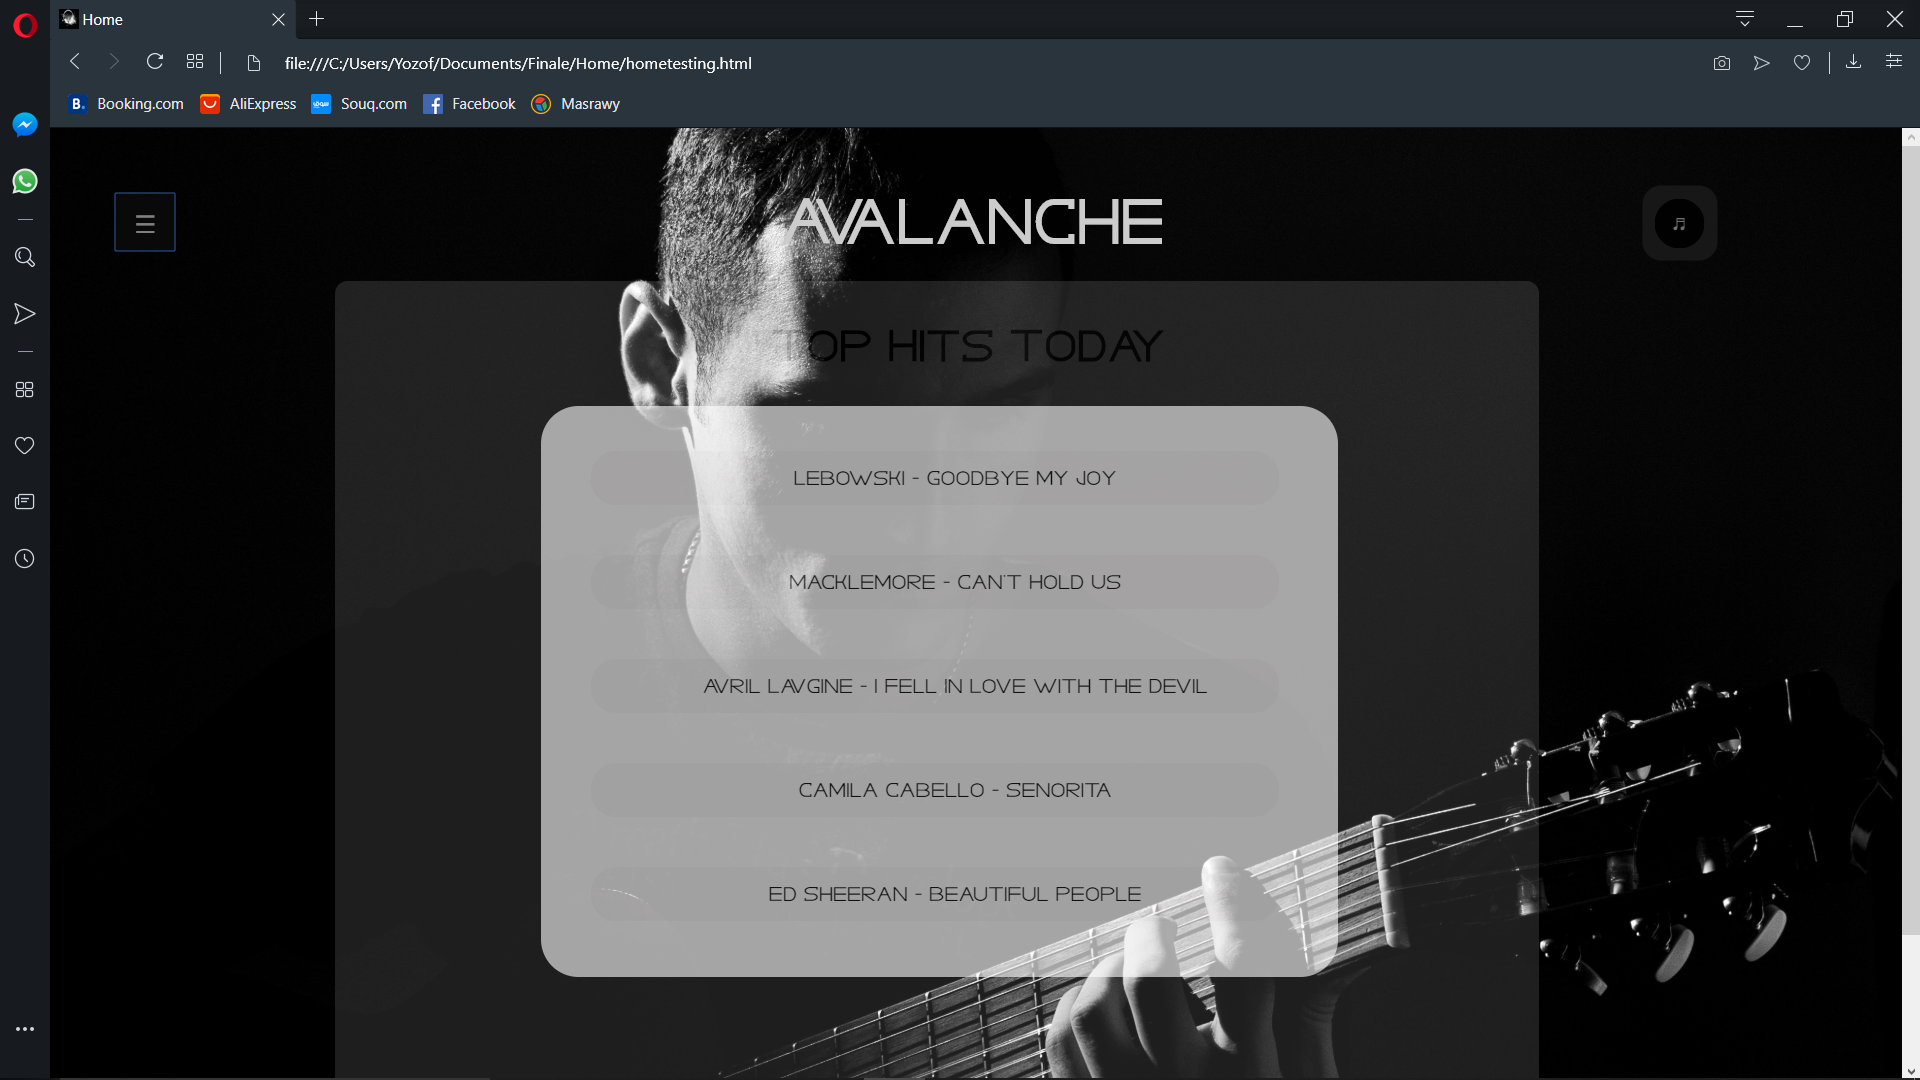 Home
file:///C:/Users/Yozof/Documents/Finale/Home/hometesting.html
B. Booking.com AliExpress Souq.com Facebook Masrawy
AVALANCHE
TOP HITS TODAY
LEBOWSKI - GOODBYE MY JOY
MACKLEMORE - CAN'T HOLD US
AVRIL LAVGINE - I FELL IN LOVE WITH THE DEVIL
CAMILA CABELLO - SENORITA
ED SHEERAN - BEAUTIFUL PEOPLE